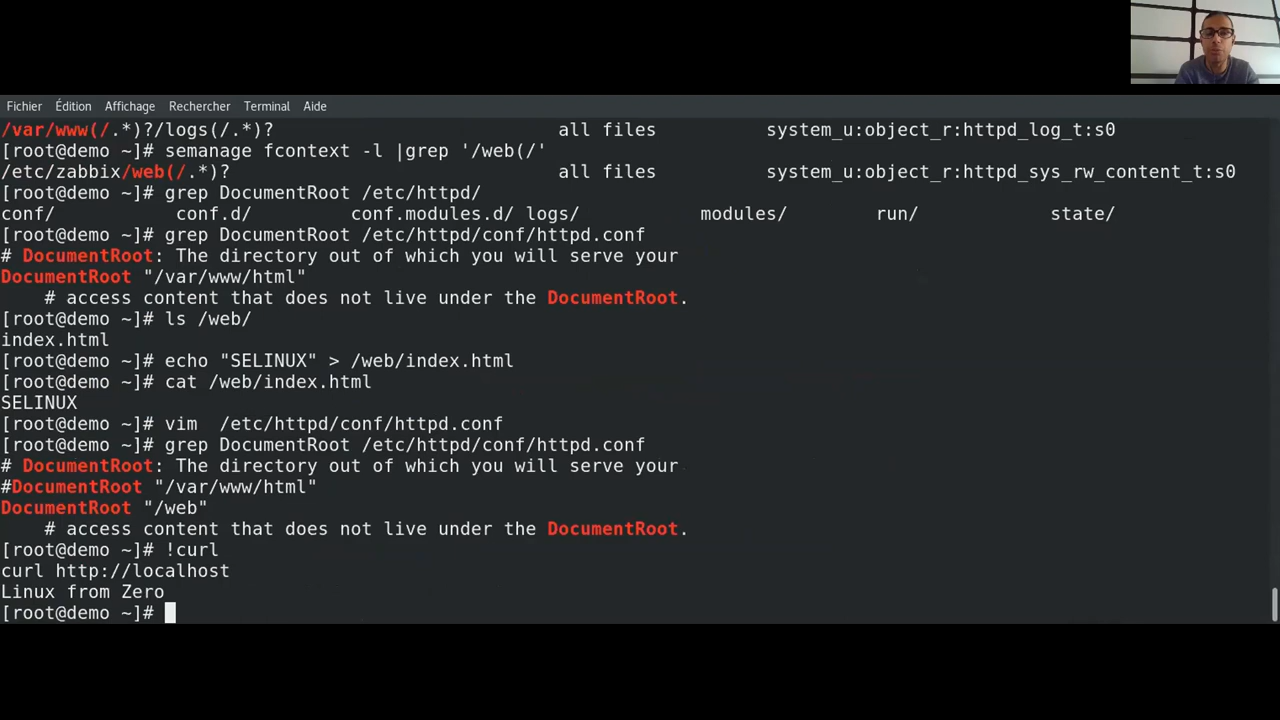 Fichier Édition Affichage Rechercher Terminal Aide
/var/www(/.*)?/logs(/.*)? all files system_u:object_r:httpd_log_t:s0
[root@demo ~]# semanage fcontext -l |grep '/web(/'
/etc/zabbix/web(/.*)? all files system_u:object_r:httpd_sys_rw_content_t:s0
[root@demo ~]# grep DocumentRoot /etc/httpd/
conf/ conf.d/ conf.modules.d/ logs/ modules/ run/ state/
[root@demo ~]# grep DocumentRoot /etc/httpd/conf/httpd.conf
# DocumentRoot: The directory out of which you will serve your
DocumentRoot "/var/www/html"
    # access content that does not live under the DocumentRoot.
[root@demo ~]# ls /web/
index.html
[root@demo ~]# echo "SELINUX" > /web/index.html
[root@demo ~]# cat /web/index.html
SELINUX
[root@demo ~]# vim  /etc/httpd/conf/httpd.conf
[root@demo ~]# grep DocumentRoot /etc/httpd/conf/httpd.conf
# DocumentRoot: The directory out of which you will serve your
#DocumentRoot "/var/www/html"
DocumentRoot "/web"
    # access content that does not live under the DocumentRoot.
[root@demo ~]# !curl
curl http://localhost
Linux from Zero
[root@demo ~]#